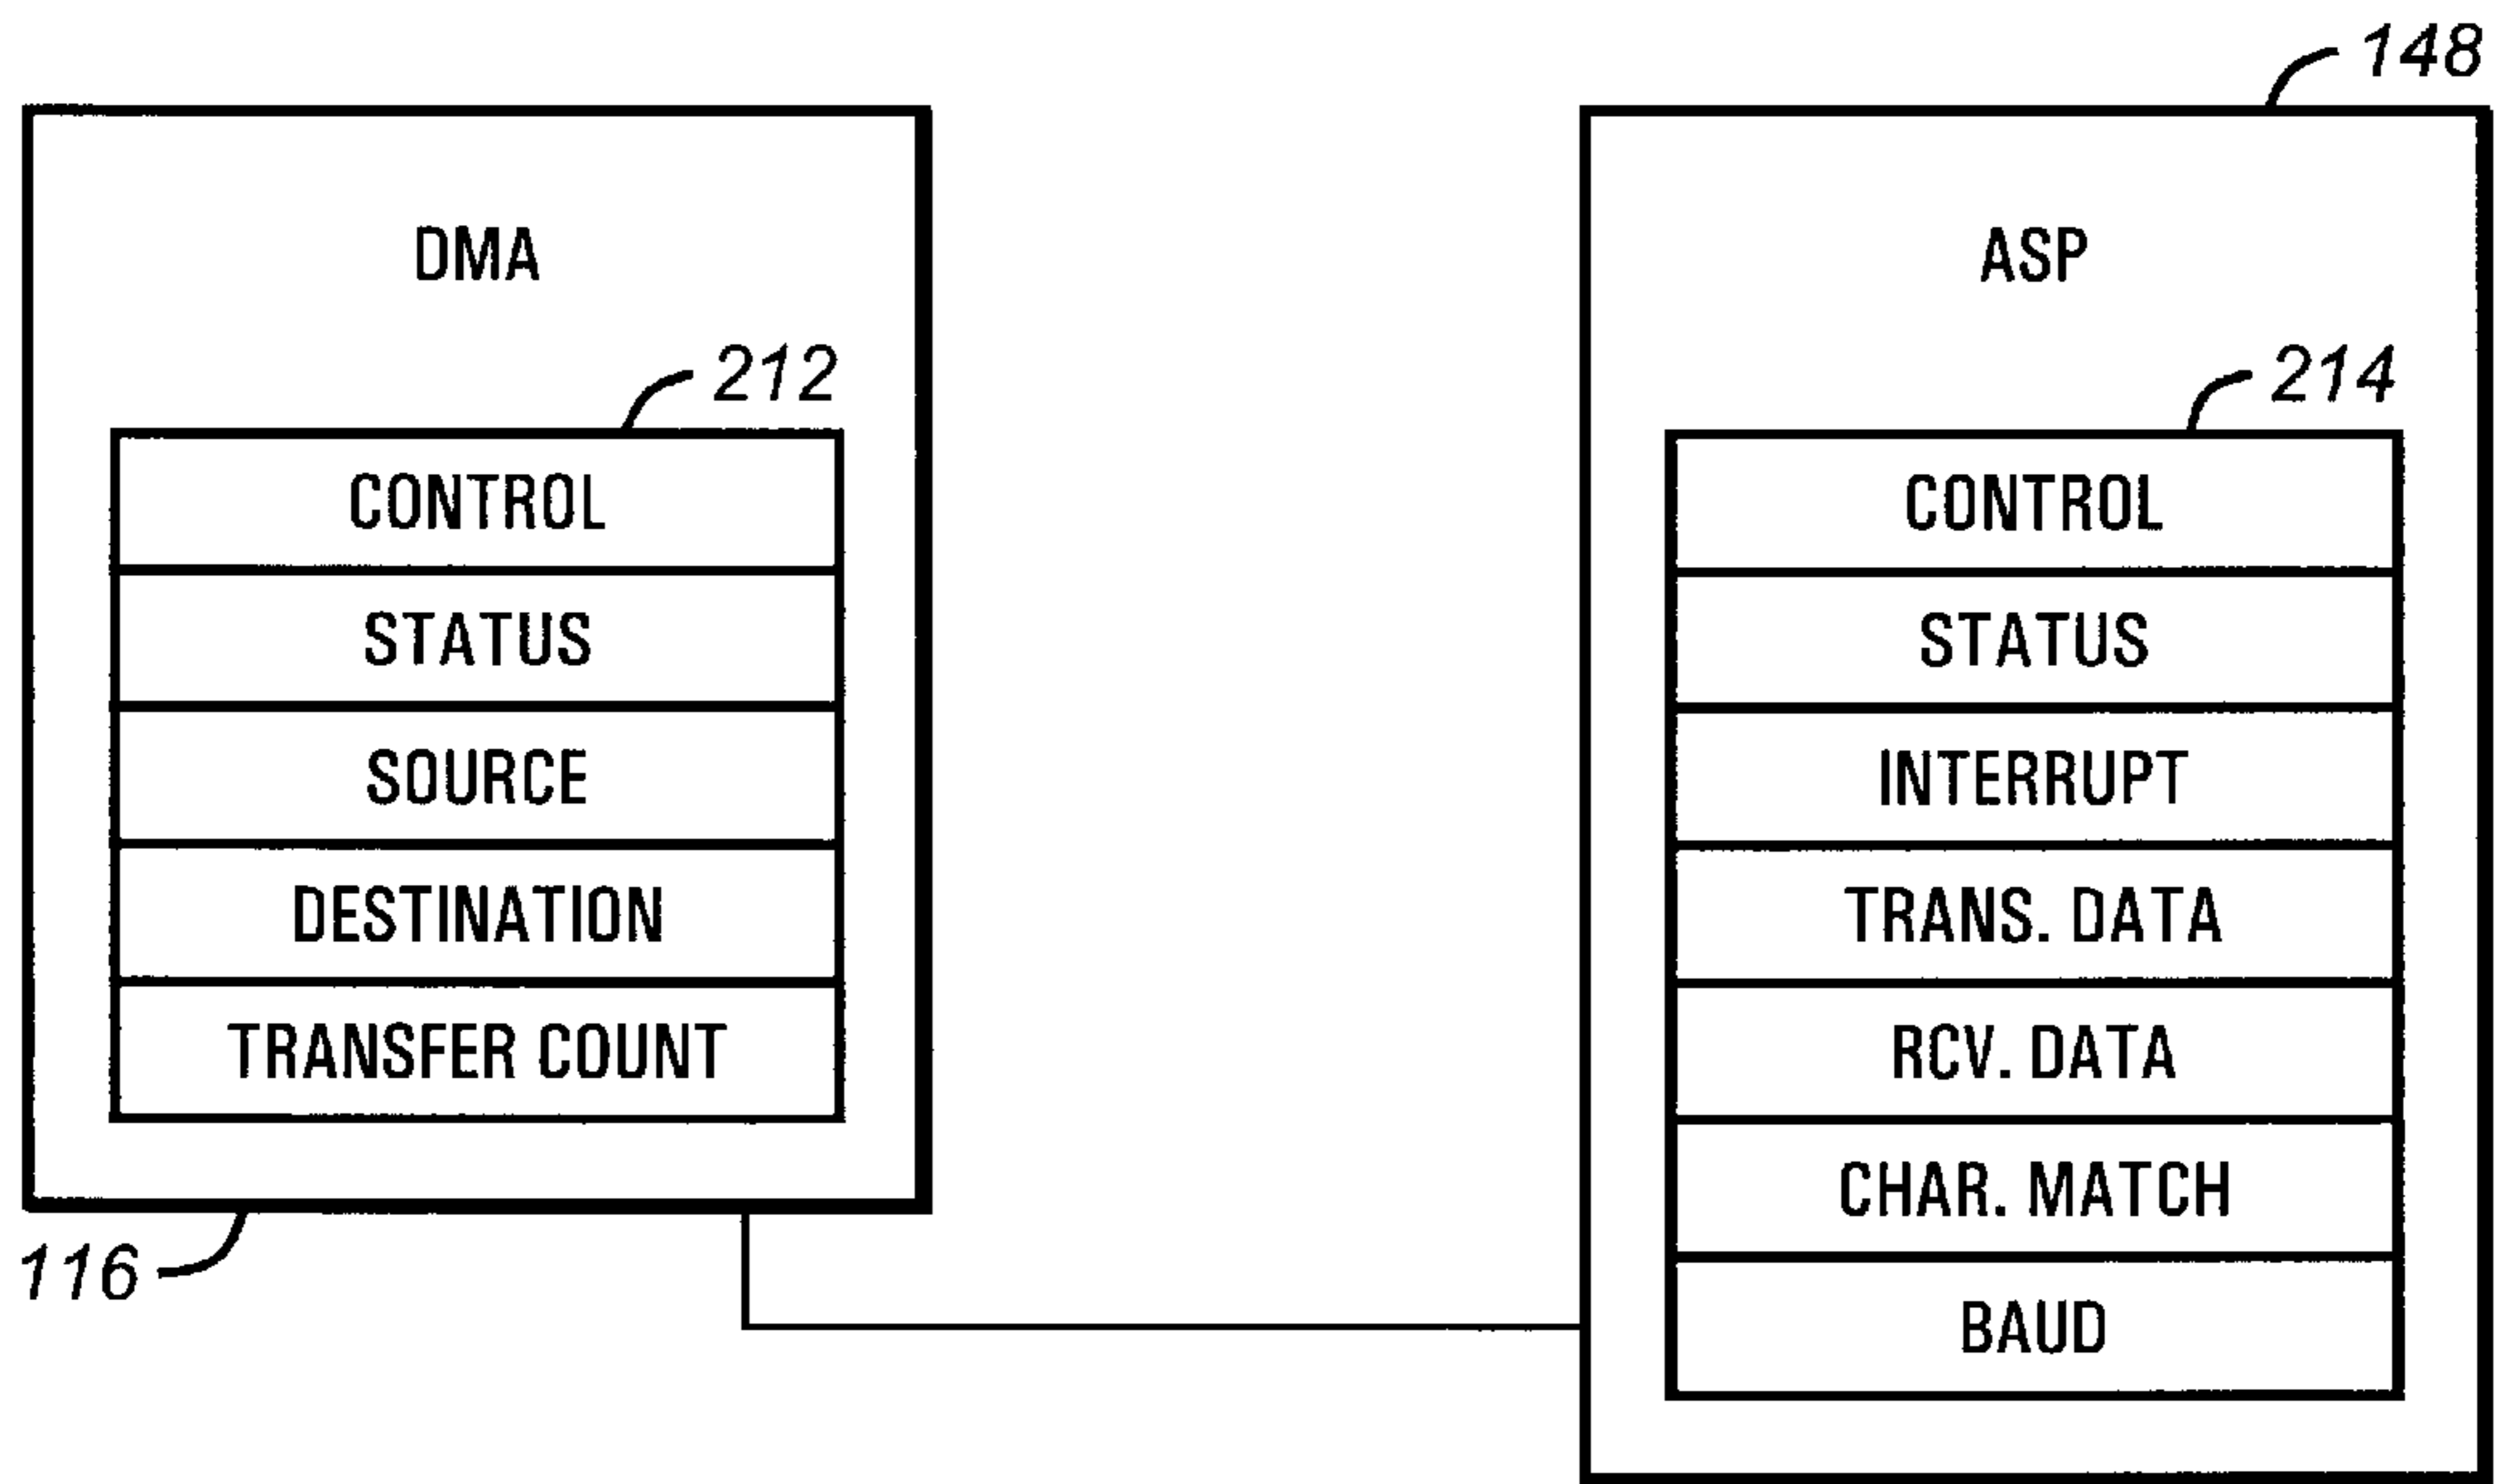 148
DMA
212
CONTROL
STATUS
SOURCE
DESTINATION
TRANSFER COUNT
116
ASP
214
CONTROL
STATUS
INTERRUPT
TRANS. DATA
RCV. DATA
CHAR. MATCH
BAUD